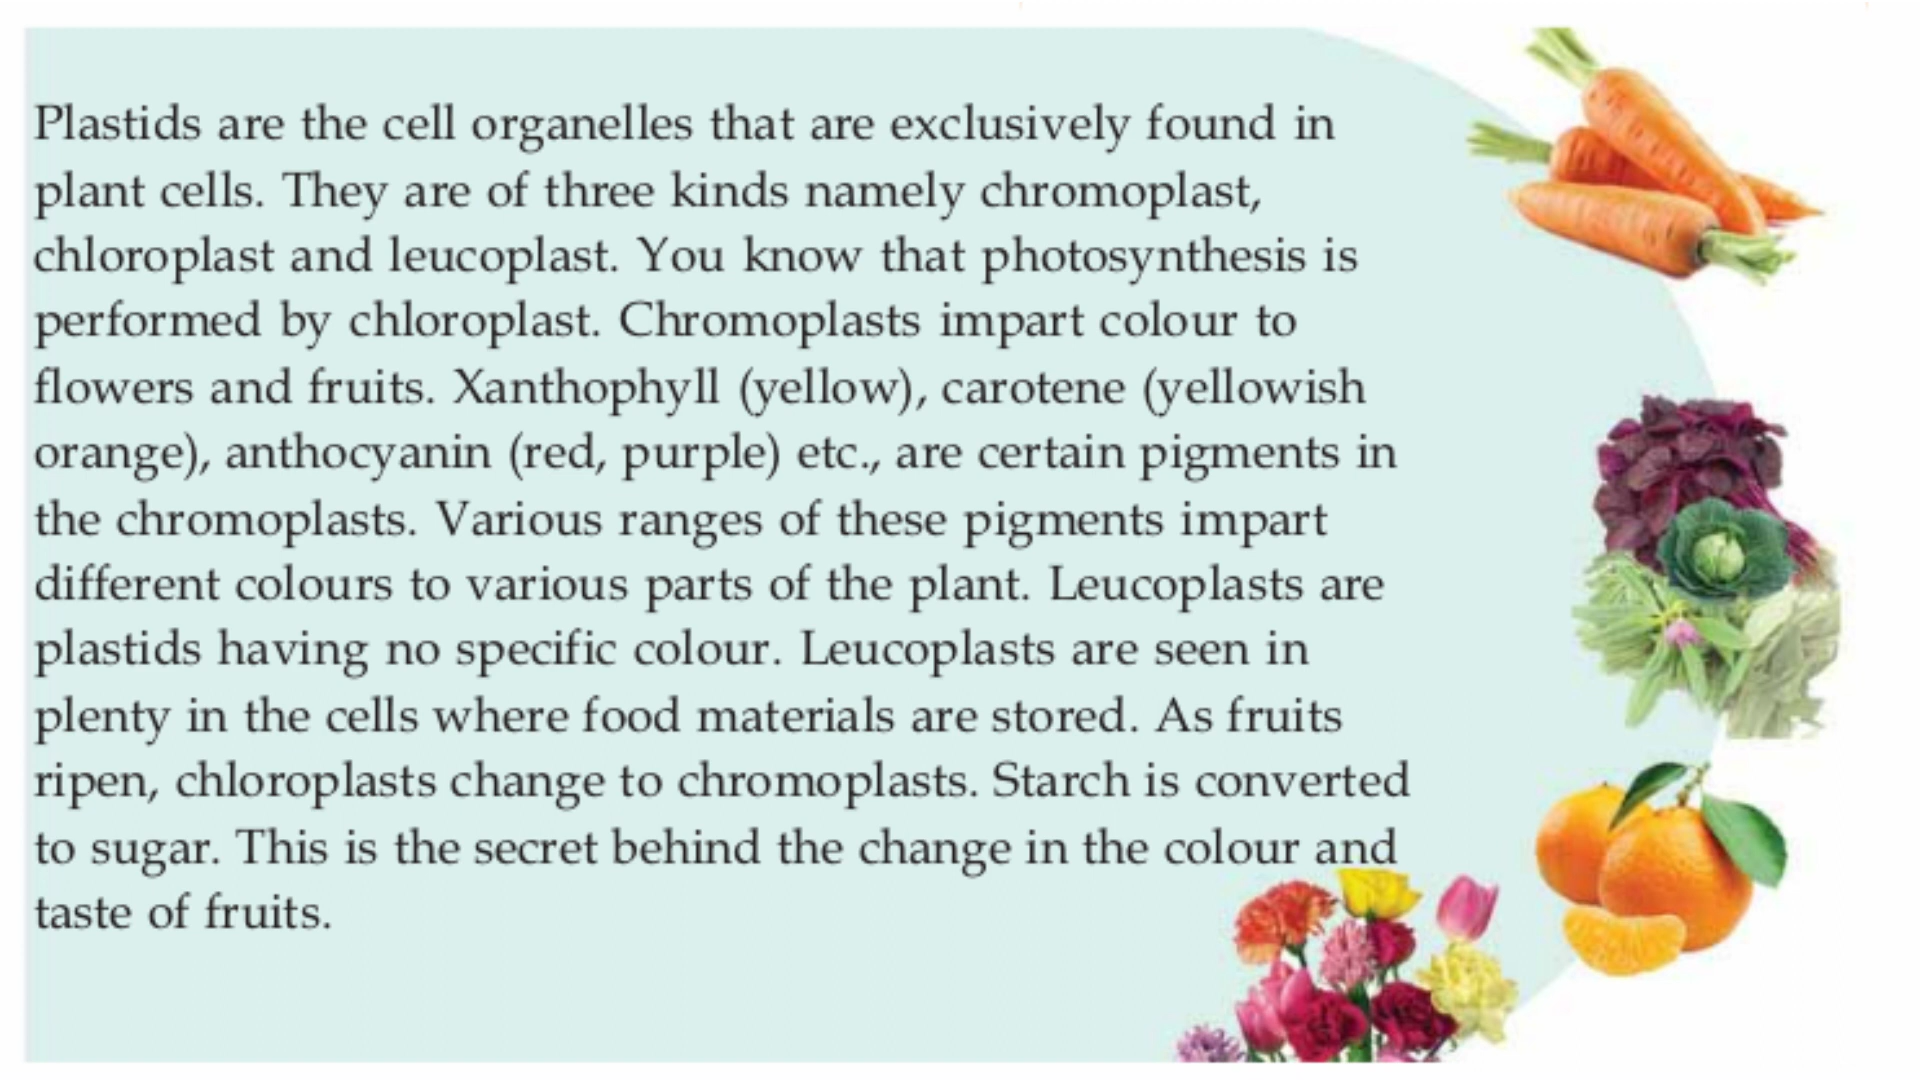 Plastids are the cell organelles that are exclusively found in
plant cells. They are of three kinds namely chromoplast,
chloroplast and leucoplast. You know that photosynthesis is
performed by chloroplast. Chromoplasts impart colour to
flowers and fruits. Xanthophyll (yellow), carotene (yellowish
orange), anthocyanin (red, purple) etc., are certain pigments in
the chromoplasts. Various ranges of these pigments impart
different colours to various parts of the plant. Leucoplasts are
plastids having no specific colour. Leucoplasts are seen in
plenty in the cells where food materials are stored. As fruits
ripen, chloroplasts change to chromoplasts. Starch is converted
to sugar. This is the secret behind the change in the colour and
taste of fruits.